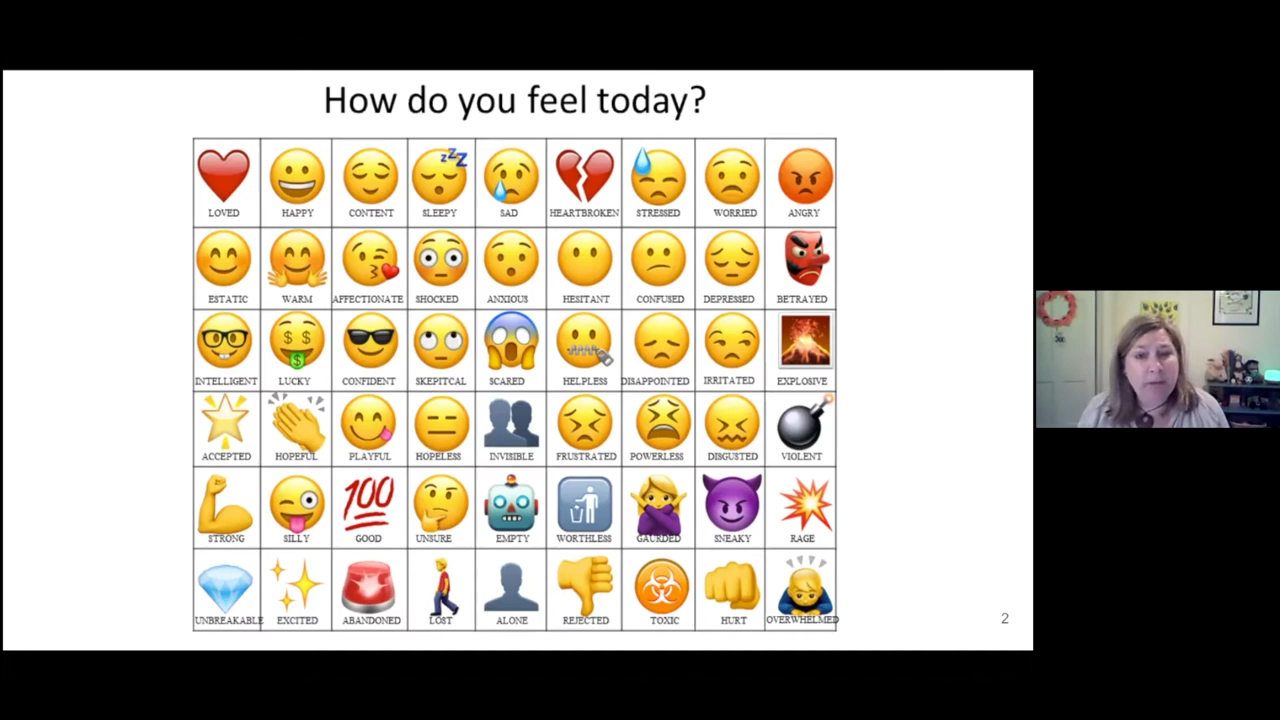 How do you feel today?
LOVED HAPPY CONTENT SLEEPY SAD HEARTBROKEN STRESSED WORRIED ANGRY
ESTATIC WARM AFFECTIONATE SHOCKED ANXIOUS HESITANT CONFUSED DEPRESSED BETRAYED
INTELLIGENT LUCKY CONFIDENT SKEPITCAL SCARED HELPLESS DISAPPOINTED IRRITATED EXPLOSIVE
ACCEPTED HOPEFUL PLAYFUL HOPELESS INVISIBLE FRUSTRATED POWERLESS DISGUSTED VIOLENT
100
STRONG SILLY GOOD UNSURE EMPTY WORTHLESS GAURDED SNEAKY RAGE
UNBREAKABLE EXCITED ABANDONED LOST ALONE REJECTED TOXIC HURT OVERWHELMED
2